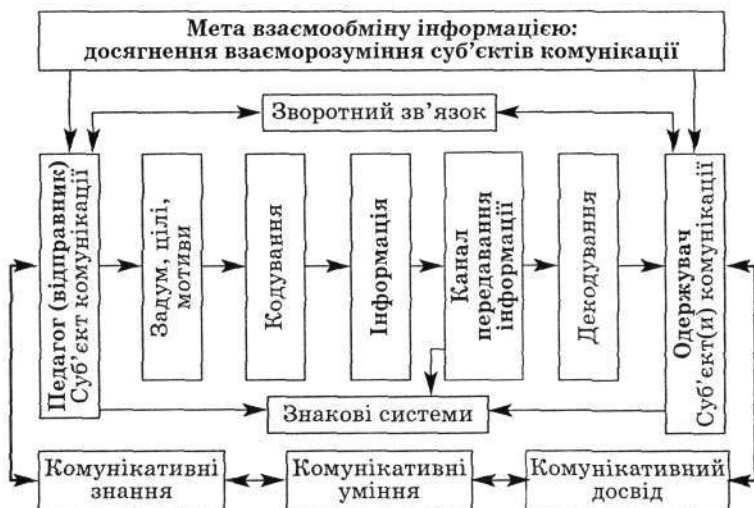 Мета взаємообміну інформацією:
досягнення взаєморозуміння суб’єктів комунікації
Зворотний зв’язок
Педагог (відправник)
Суб’єкт комунікації
Задум, цілі,
мотиви
Кодування
Інформація
Канал
передавання
інформації
Декодування
Одержувач
Суб’єкт(и) комунікації
Знакові системи
Комунікативні
знання
Комунікативні
уміння
Комунікативний
досвід